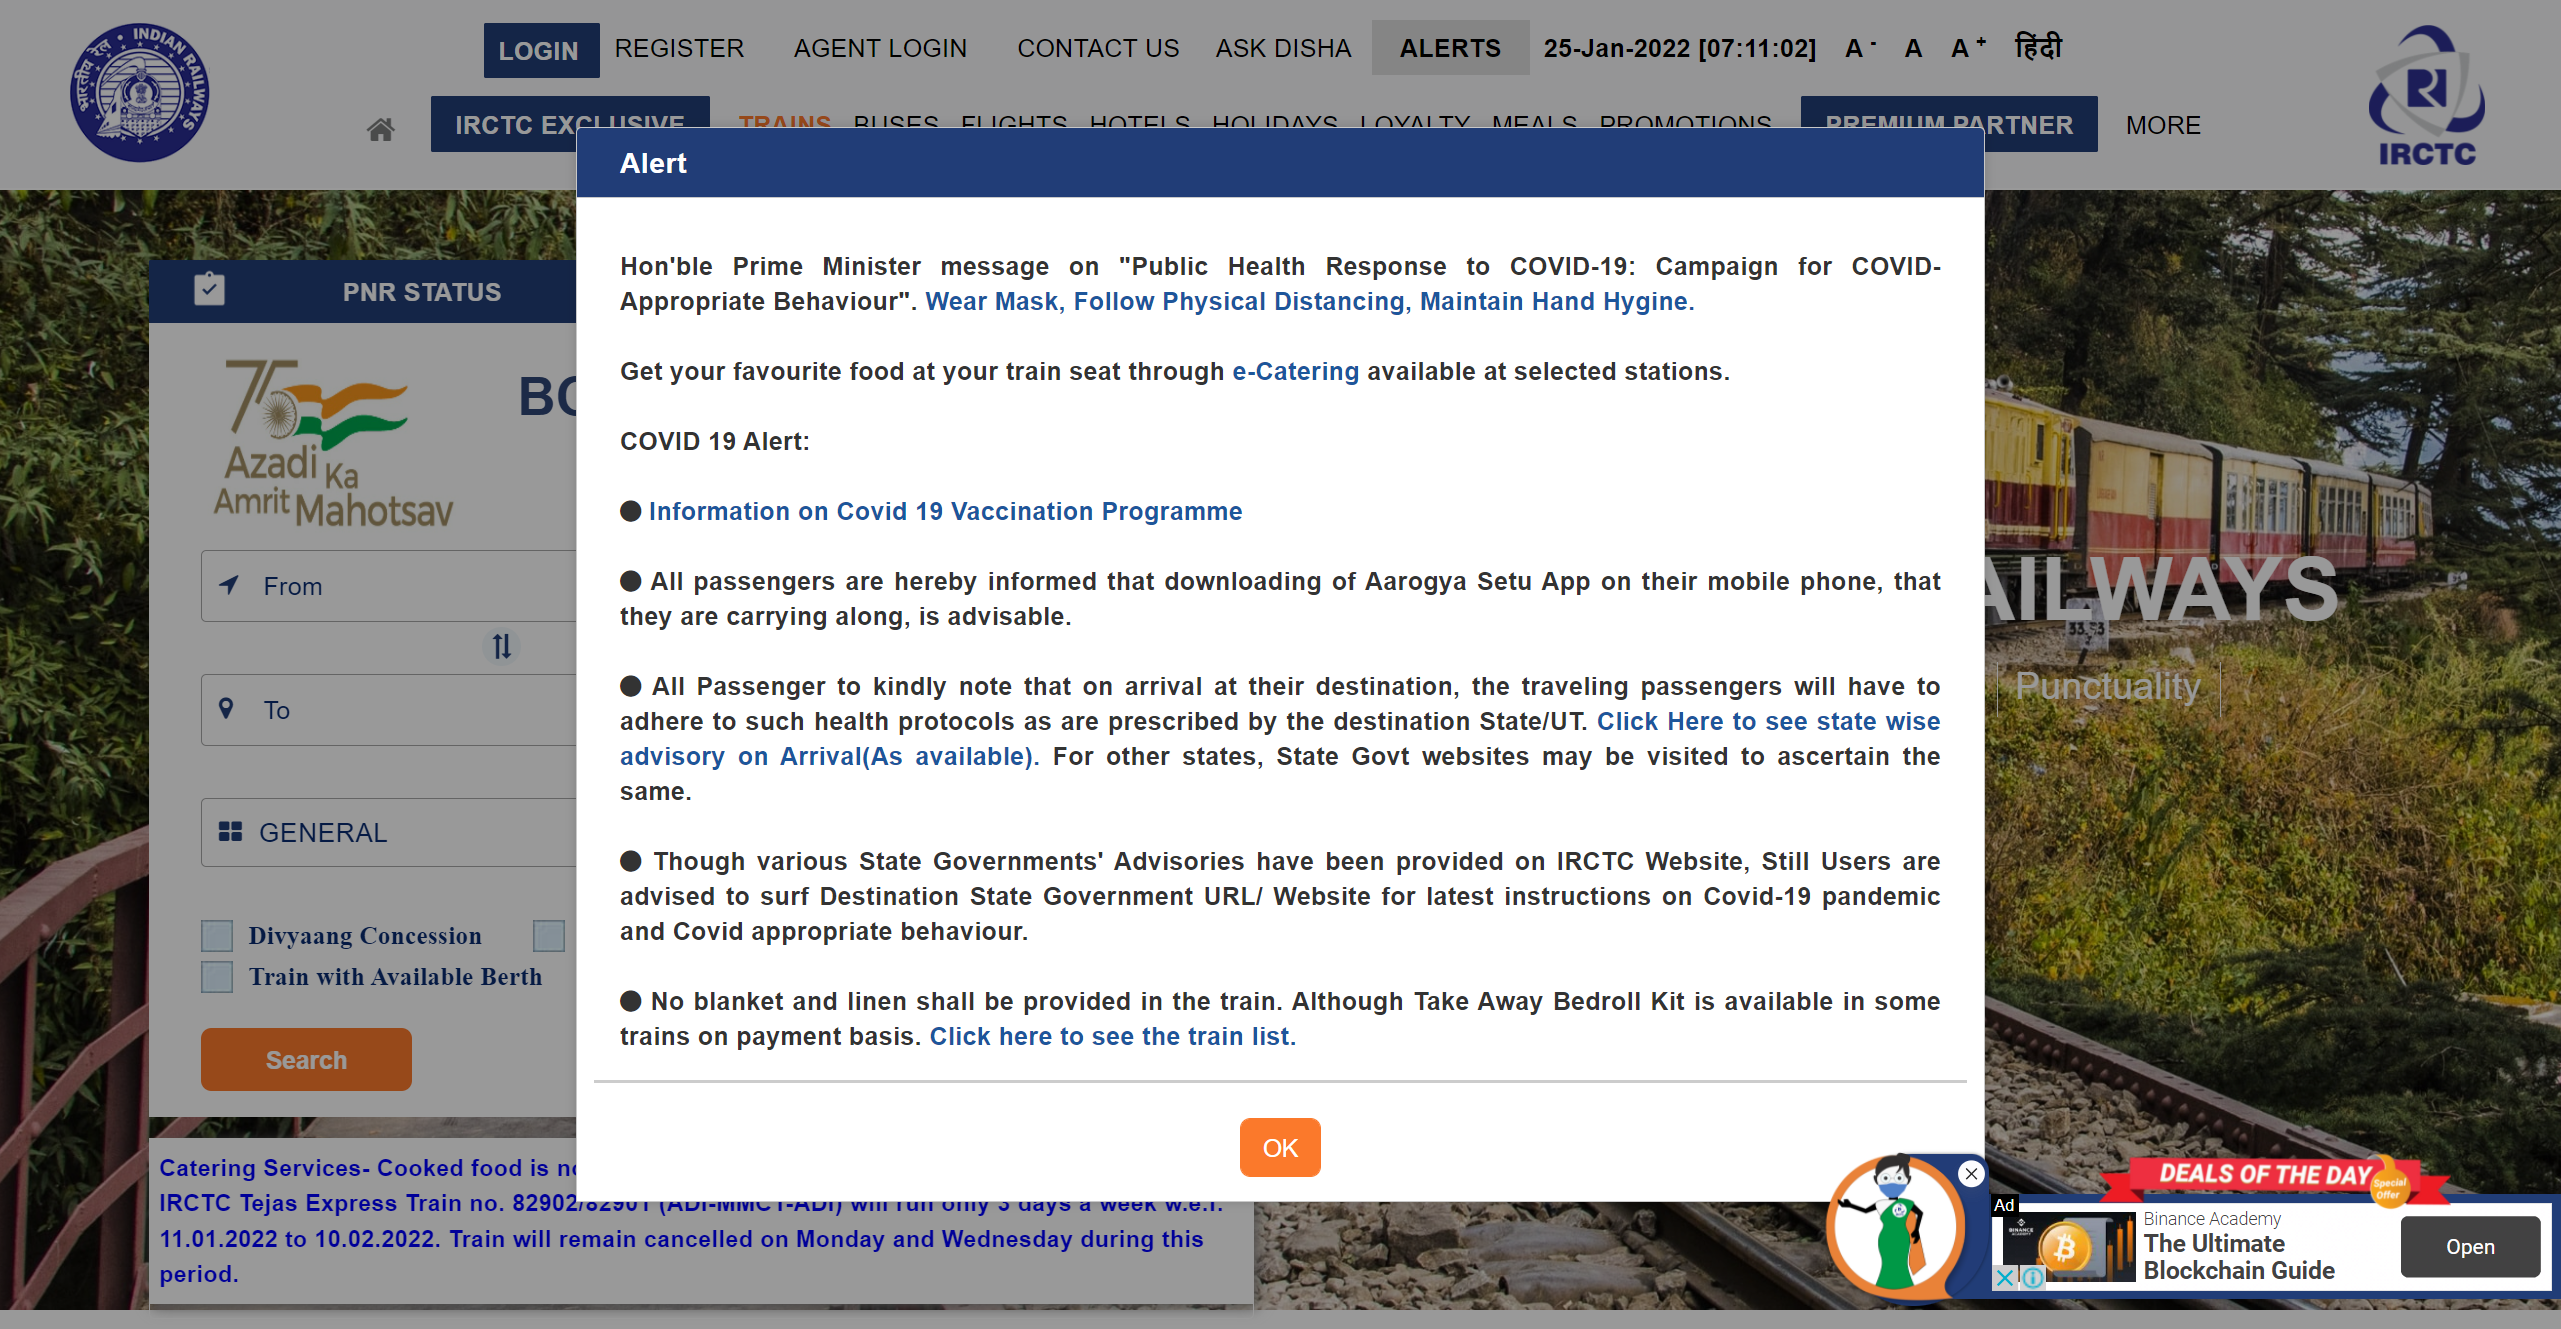 LOGIN REGISTER AGENT LOGIN CONTACT US ASK DISHA ALERTS 25-Jan-2022 [07:11:02] A - A A + हिंदी
भारतीय रेल INDIAN RAILWAYS
IRCTC
IRCTC EXCLUSIVE TRAINS BUSES FLIGHTS HOTELS HOLIDAYS LOYALTY MEALS PROMOTIONS PREMIUM PARTNER MORE
Alert
Hon'ble Prime Minister message on "Public Health Response to COVID-19: Campaign for COVID-
Appropriate Behaviour". Wear Mask, Follow Physical Distancing, Maintain Hand Hygine.
Get your favourite food at your train seat through e-Catering available at selected stations.
COVID 19 Alert:
● Information on Covid 19 Vaccination Programme
● All passengers are hereby informed that downloading of Aarogya Setu App on their mobile phone, that
they are carrying along, is advisable.
● All Passenger to kindly note that on arrival at their destination, the traveling passengers will have to
adhere to such health protocols as are prescribed by the destination State/UT. Click Here to see state wise
advisory on Arrival(As available). For other states, State Govt websites may be visited to ascertain the
same.
● Though various State Governments' Advisories have been provided on IRCTC Website, Still Users are
advised to surf Destination State Government URL/ Website for latest instructions on Covid-19 pandemic
and Covid appropriate behaviour.
● No blanket and linen shall be provided in the train. Although Take Away Bedroll Kit is available in some
trains on payment basis. Click here to see the train list.
OK
PNR STATUS
75
Azadi Ka
Amrit Mahotsav
From
To
GENERAL
Divyaang Concession
Train with Available Berth
Search
AILWAYS
Punctuality
Catering Services- Cooked food is
IRCTC Tejas Express Train no. 82902/82901 (ADI-MMCT-ADI) will run only 3 days a week w.e.f.
11.01.2022 to 10.02.2022. Train will remain cancelled on Monday and Wednesday during this
period.
DEALS OF THE DAY
Special
Offer
Ad
BINANCE
ACADEMY
Binance Academy
The Ultimate
Blockchain Guide
Open